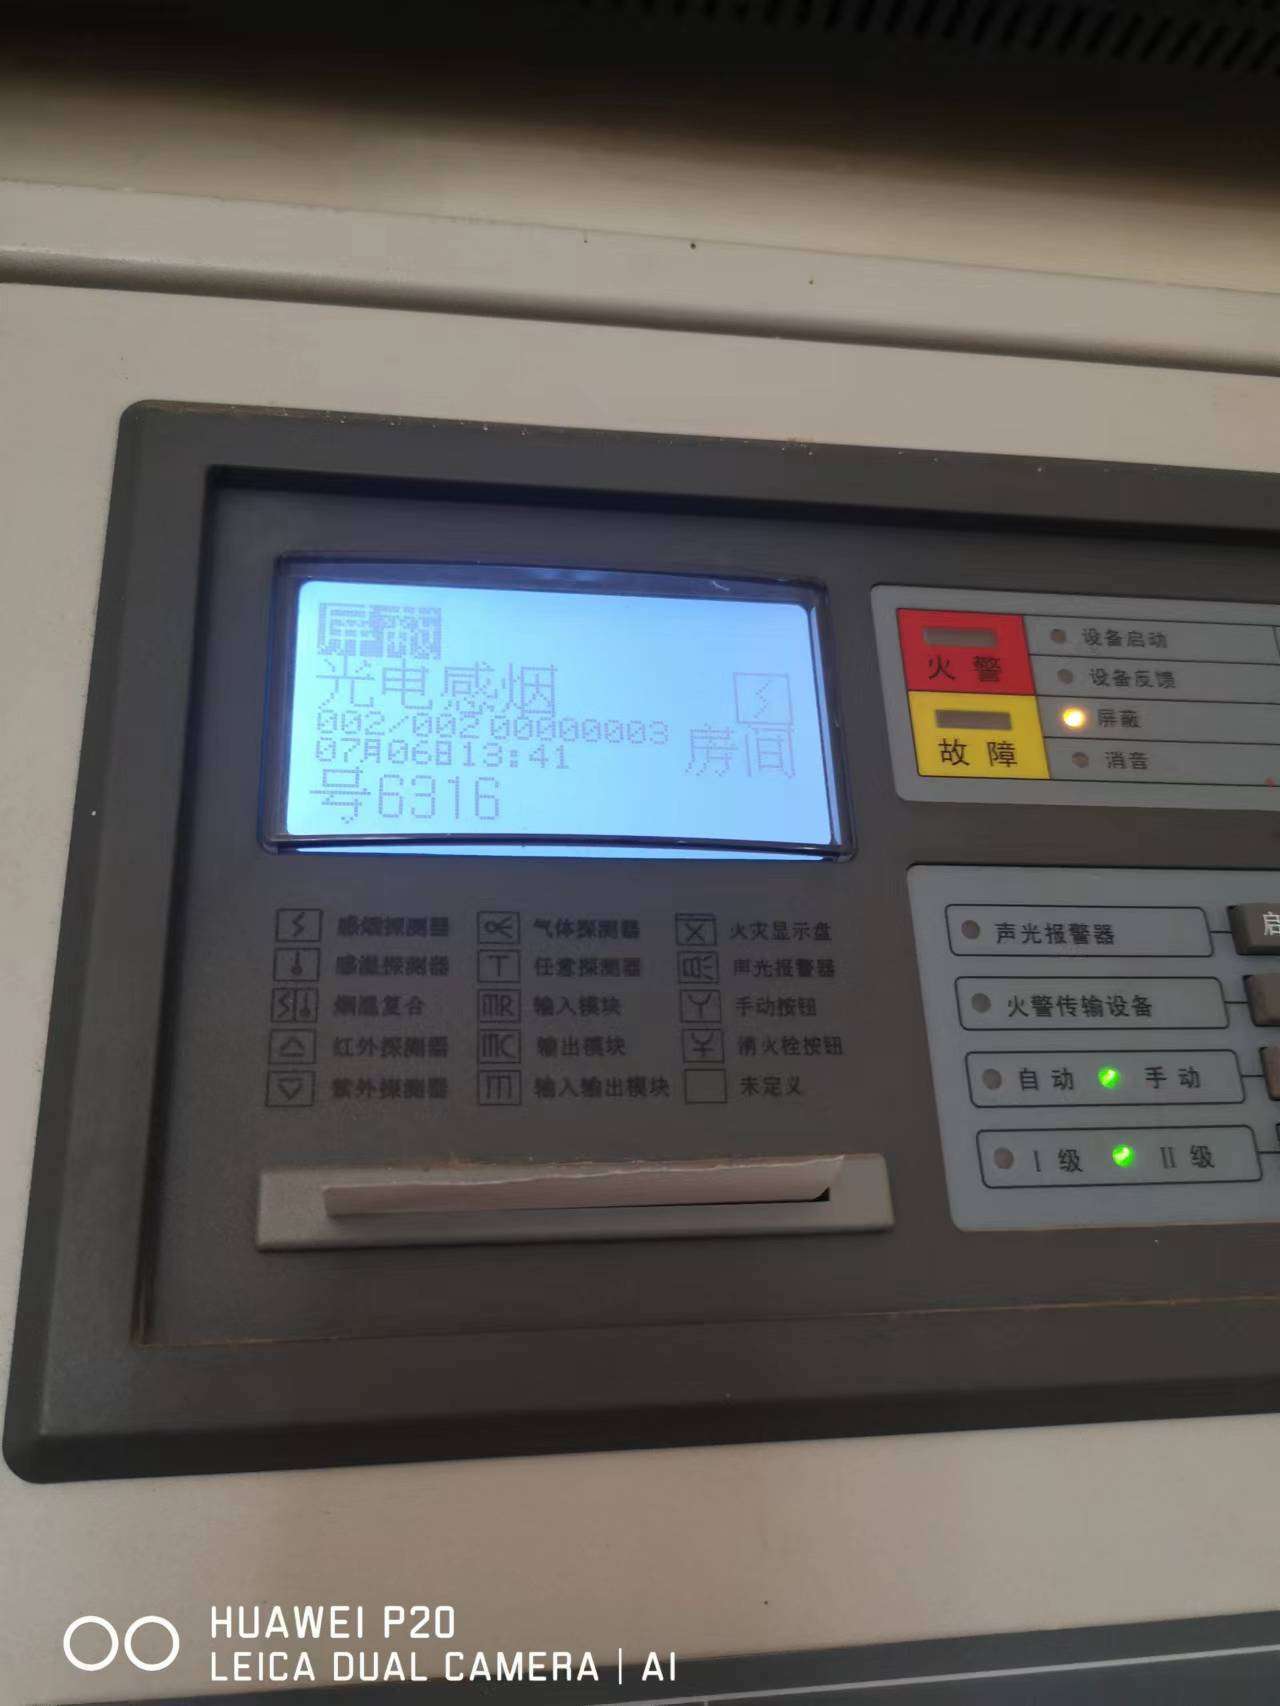 屏蔽
光电感烟
002/002 00000003
07月06日13:41 房间
号6316
火警
故障
设备启动
设备反馈
屏蔽
消音
感烟探测器
气体探测器
火灾显示盘
感温探测器
任意探测器
声光报警器
烟温复合
MR 输入模块
手动按钮
红外探测器
MC 输出模块
消火栓按钮
紫外探测器
M 输入输出模块
未定义
声光报警器
启
火警传输设备
自动 手动
I级 II级
HUAWEI P20
LEICA DUAL CAMERA | AI